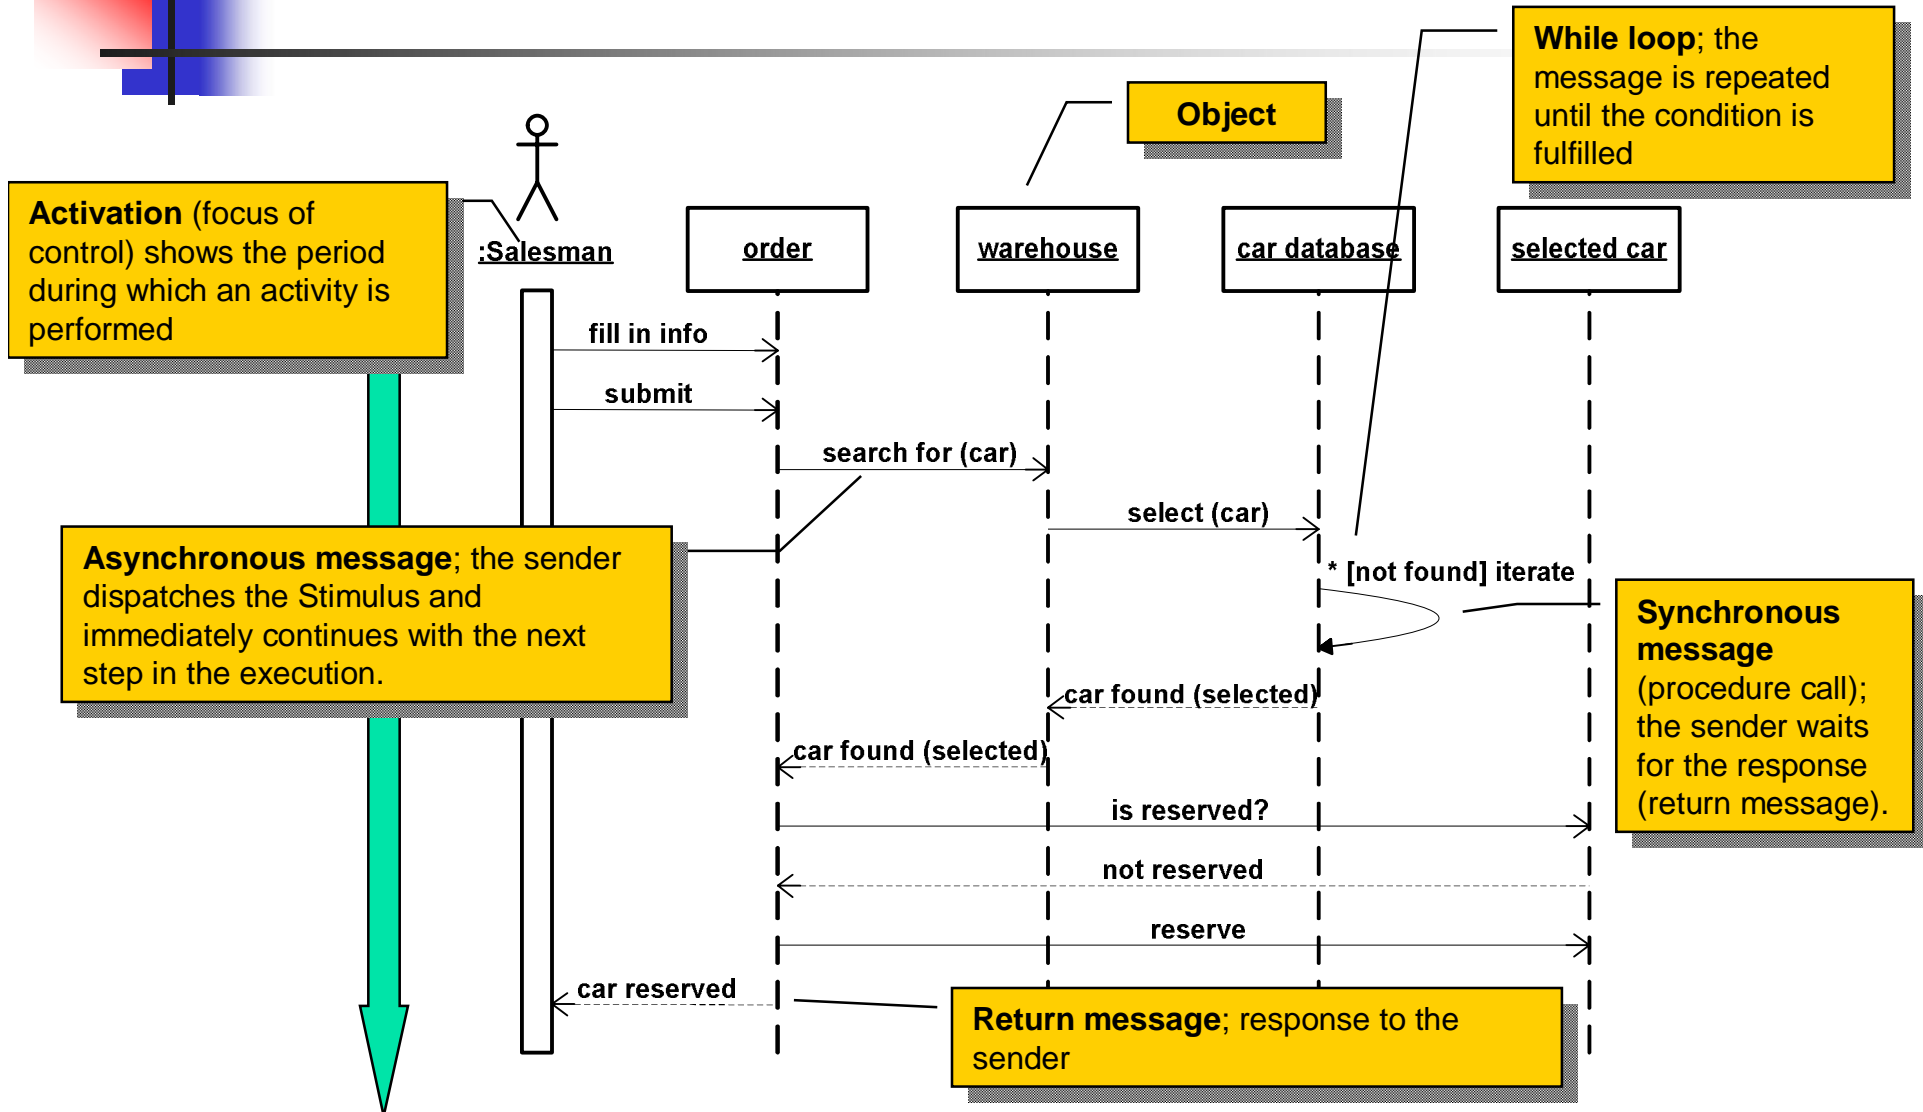 While loop; the
message is repeated
until the condition is
fulfilled
Object
Activation (focus of
control) shows the period
during which an activity is
performed
:Salesman
order
warehouse
car database
selected car
fill in info
submit
search for (car)
select (car)
Asynchronous message; the sender
dispatches the Stimulus and
immediately continues with the next
step in the execution.
* [not found] iterate
Synchronous
message
(procedure call);
the sender waits
for the response
(return message).
car found (selected)
car found (selected)
is reserved?
not reserved
reserve
car reserved
Return message; response to the
sender